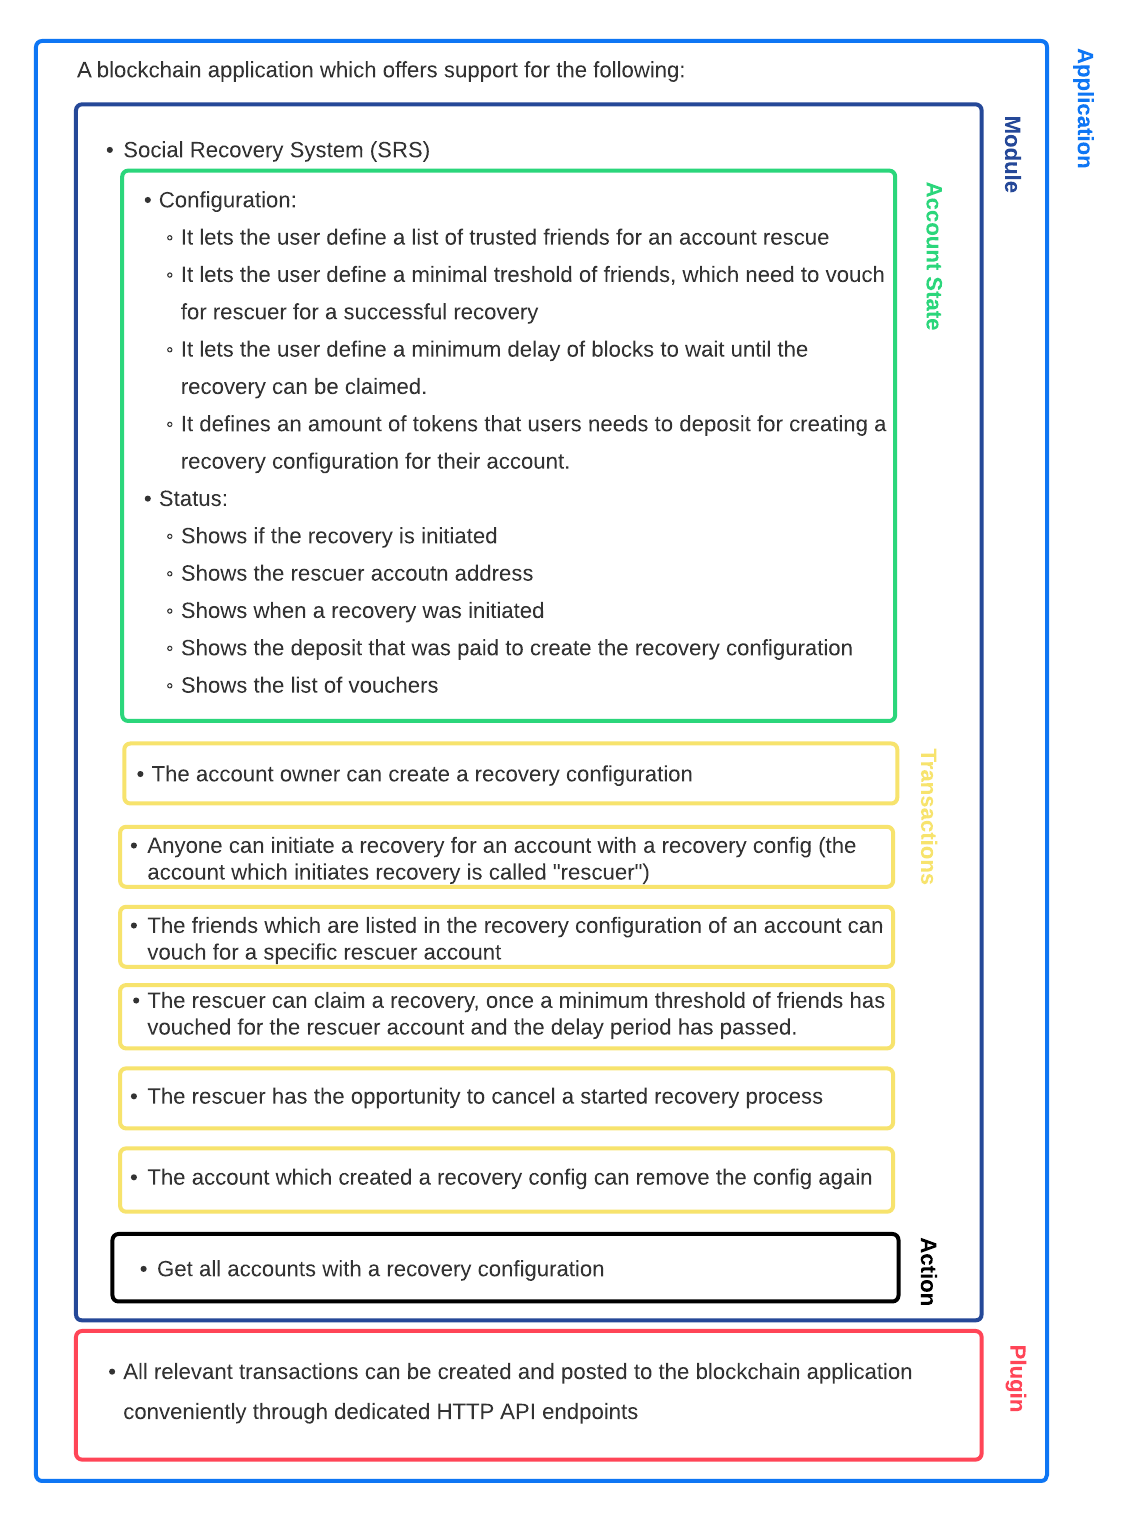 A blockchain application which offers support for the following:
Application
Module
• Social Recovery System (SRS)
Account State
• Configuration:
◦ It lets the user define a list of trusted friends for an account rescue
◦ It lets the user define a minimal treshold of friends, which need to vouch
for rescuer for a successful recovery
◦ It lets the user define a minimum delay of blocks to wait until the
recovery can be claimed.
◦ It defines an amount of tokens that users needs to deposit for creating a
recovery configuration for their account.
• Status:
◦ Shows if the recovery is initiated
◦ Shows the rescuer accoutn address
◦ Shows when a recovery was initiated
◦ Shows the deposit that was paid to create the recovery configuration
◦ Shows the list of vouchers
Transactions
• The account owner can create a recovery configuration
• Anyone can initiate a recovery for an account with a recovery config (the
account which initiates recovery is called "rescuer")
• The friends which are listed in the recovery configuration of an account can
vouch for a specific rescuer account
• The rescuer can claim a recovery, once a minimum threshold of friends has
vouched for the rescuer account and the delay period has passed.
• The rescuer has the opportunity to cancel a started recovery process
• The account which created a recovery config can remove the config again
Action
• Get all accounts with a recovery configuration
Plugin
• All relevant transactions can be created and posted to the blockchain application
conveniently through dedicated HTTP API endpoints